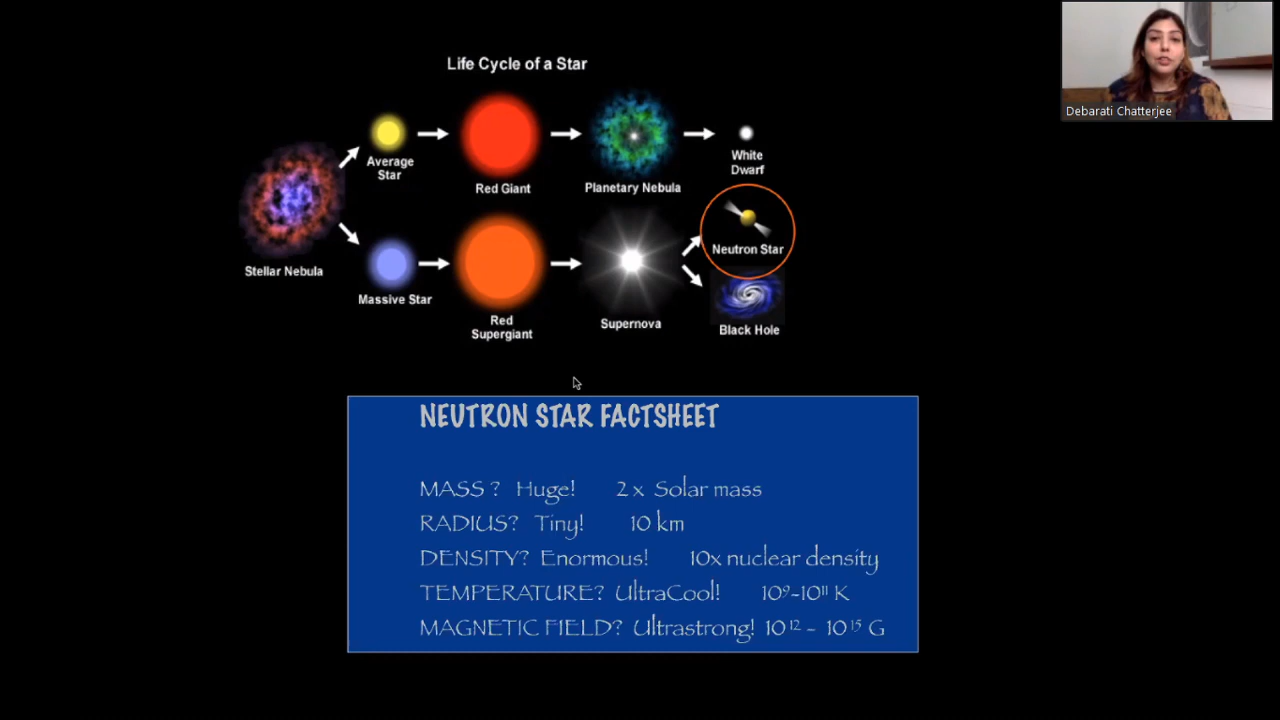 Life Cycle of a Star
Average
Star
Red Giant
Planetary Nebula
White
Dwarf
Stellar Nebula
Massive Star
Red
Supergiant
Supernova
Neutron Star
Black Hole
Debarati Chatterjee
NEUTRON STAR FACTSHEET
MASS ? Huge! 2 x Solar mass
RADIUS? Tiny! 10 km
DENSITY? Enormous! 10x nuclear density
TEMPERATURE? UltraCool! 10⁹-10¹¹ K
MAGNETIC FIELD? Ultrastrong! 10¹² - 10¹⁵ G